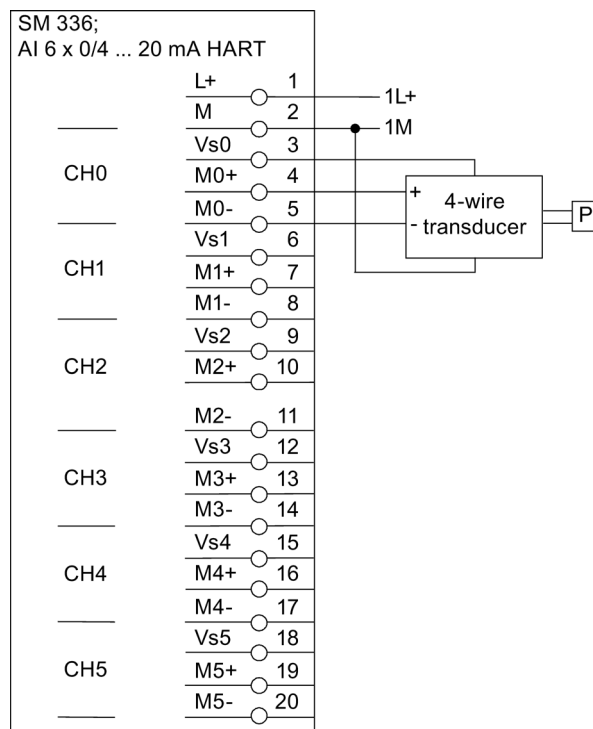 SM 336;
AI 6 x 0/4 ... 20 mA HART
L+ 1
1L+
M 2
1M
Vs0 3
CH0 M0+ 4
+ 4-wire
M0- 5
- transducer
P
Vs1 6
CH1 M1+ 7
M1- 8
Vs2 9
CH2 M2+ 10
M2- 11
Vs3 12
CH3 M3+ 13
M3- 14
Vs4 15
CH4 M4+ 16
M4- 17
Vs5 18
CH5 M5+ 19
M5- 20